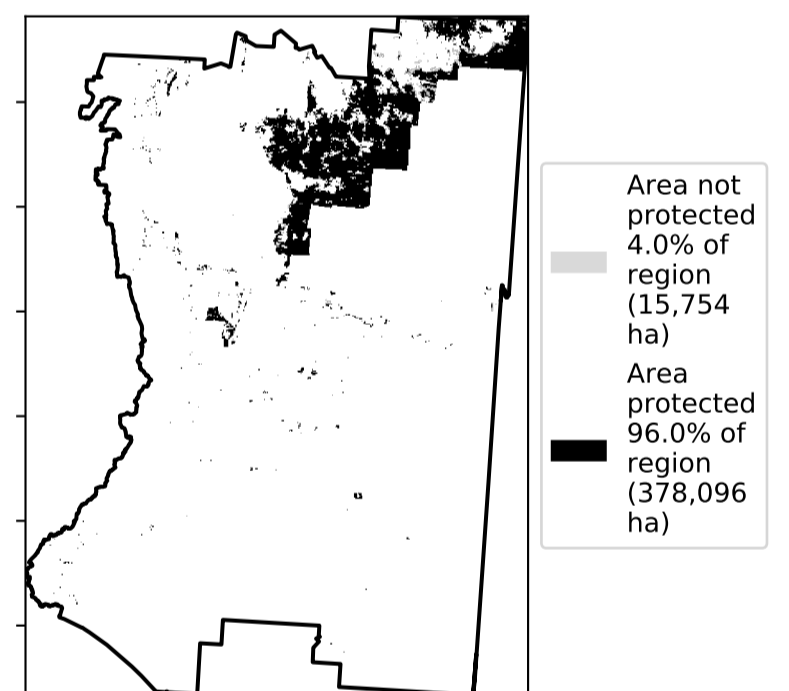 Area not
protected
4.0% of
region
(15,754
ha)
Area
protected
96.0% of
region
(378,096
ha)